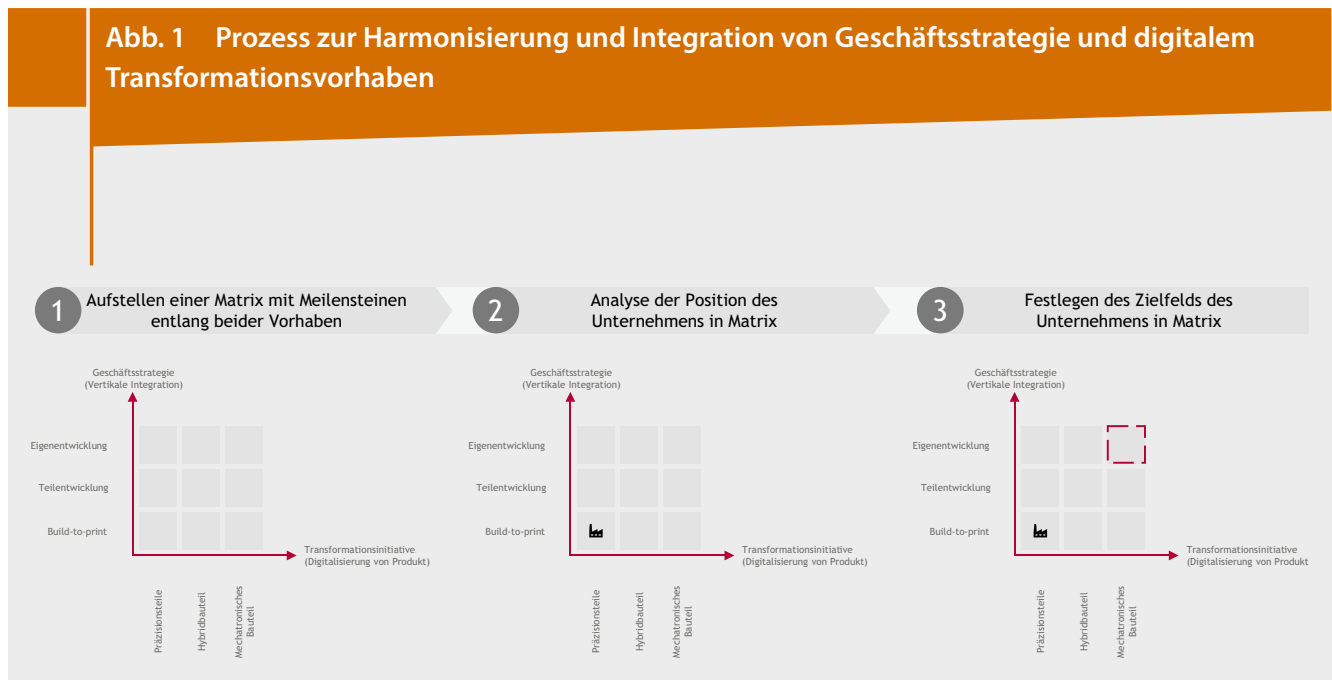 Abb. 1 Prozess zur Harmonisierung und Integration von Geschäftsstrategie und digitalem
Transformationsvorhaben
1
Aufstellen einer Matrix mit Meilensteinen
entlang beider Vorhaben
2
Analyse der Position des
Unternehmens in Matrix
3
Festlegen des Zielfelds des
Unternehmens in Matrix
Geschäftsstrategie
(Vertikale Integration)
Eigenentwicklung
Teilentwicklung
Build-to-print
Transformationsinitiative
(Digitalisierung von Produkt)
Präzisionsteile
Hybridbauteil
Mechatronisches
Bauteil
Geschäftsstrategie
(Vertikale Integration)
Eigenentwicklung
Teilentwicklung
Build-to-print
Transformationsinitiative
(Digitalisierung von Produkt)
Präzisionsteile
Hybridbauteil
Mechatronisches
Bauteil
Geschäftsstrategie
(Vertikale Integration)
Eigenentwicklung
Teilentwicklung
Build-to-print
Transformationsinitiative
(Digitalisierung von Produkt
Präzisionsteile
Hybridbauteil
Mechatronisches
Bauteil